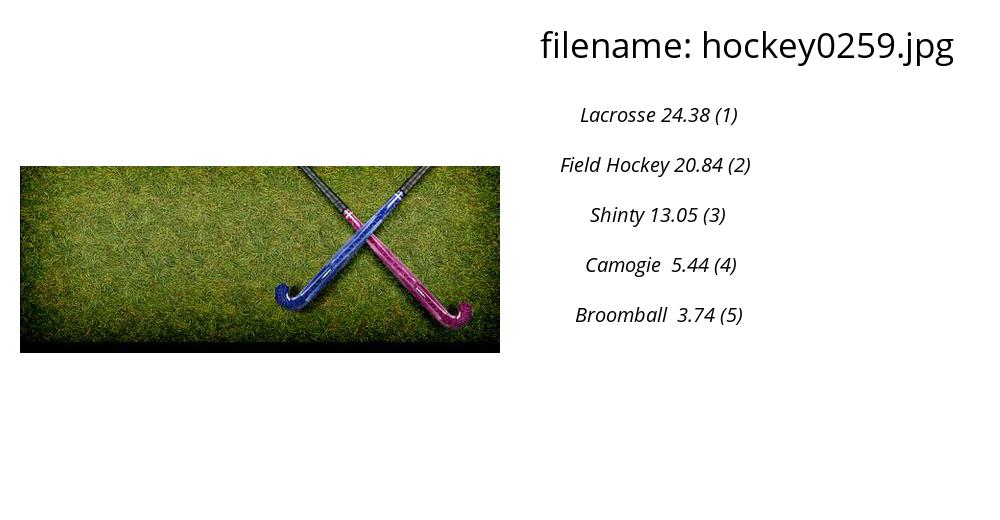 filename: hockey0259.jpg
Lacrosse 24.38 (1)
Field Hockey 20.84 (2)
Shinty 13.05 (3)
Camogie 5.44 (4)
Broomball 3.74 (5)